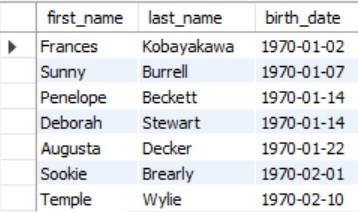 first_name last_name birth_date
Frances Kobayakawa 1970-01-02
Sunny Burrell 1970-01-07
Penelope Beckett 1970-01-14
Deborah Stewart 1970-01-14
Augusta Decker 1970-01-22
Sookie Brearly 1970-02-01
Temple Wylie 1970-02-10